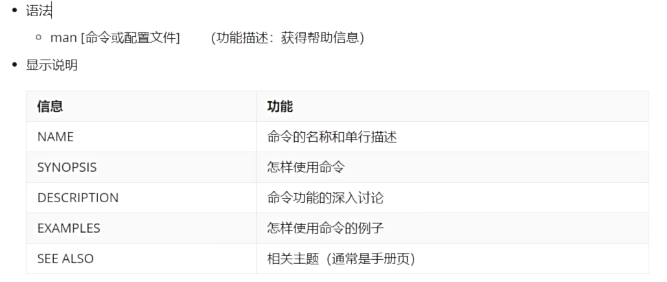 语法
man [命令或配置文件] （功能描述：获得帮助信息）
显示说明
信息 功能
NAME 命令的名称和单行描述
SYNOPSIS 怎样使用命令
DESCRIPTION 命令功能的深入讨论
EXAMPLES 怎样使用命令的例子
SEE ALSO 相关主题（通常是手册页）